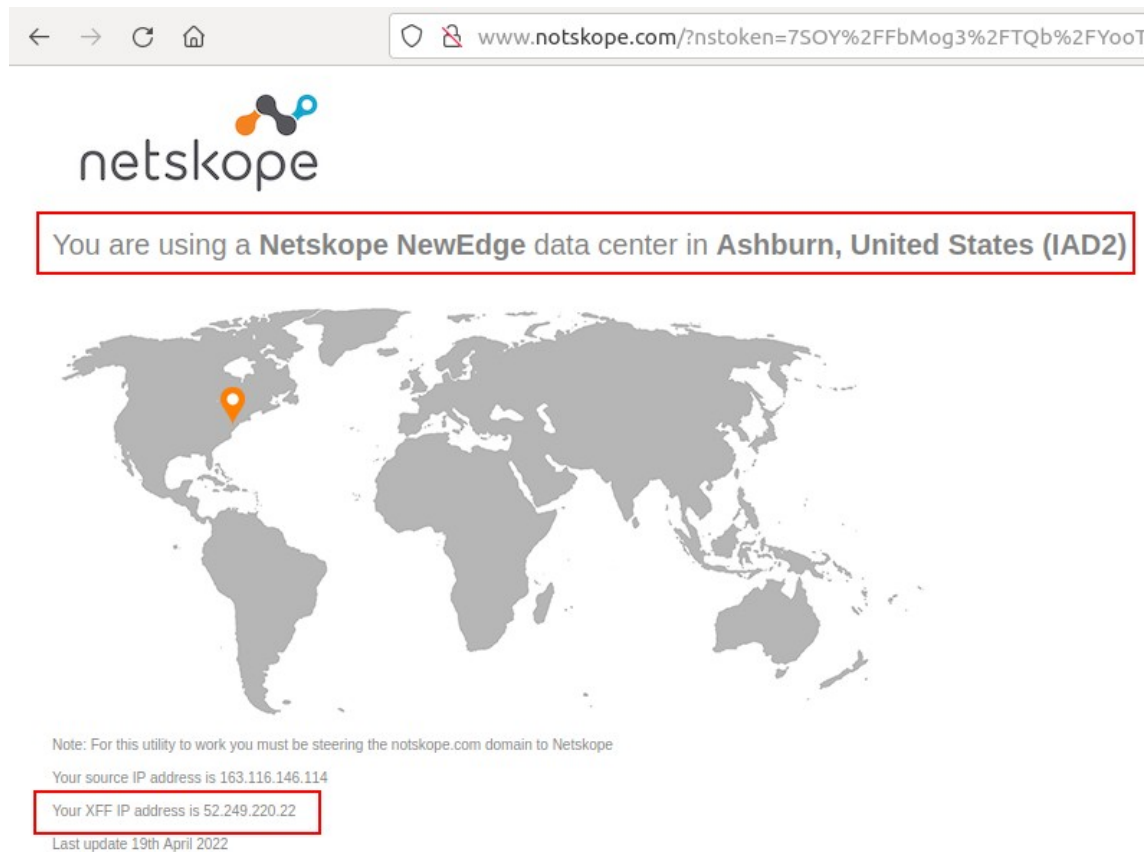 www.notskope.com/?nstoken=7SOY%2FFbMog3%2FTQb%2FYooT
netskope
You are using a Netskope NewEdge data center in Ashburn, United States (IAD2)
Note: For this utility to work you must be steering the notskope.com domain to Netskope
Your source IP address is 163.116.146.114
Your XFF IP address is 52.249.220.22
Last update 19th April 2022